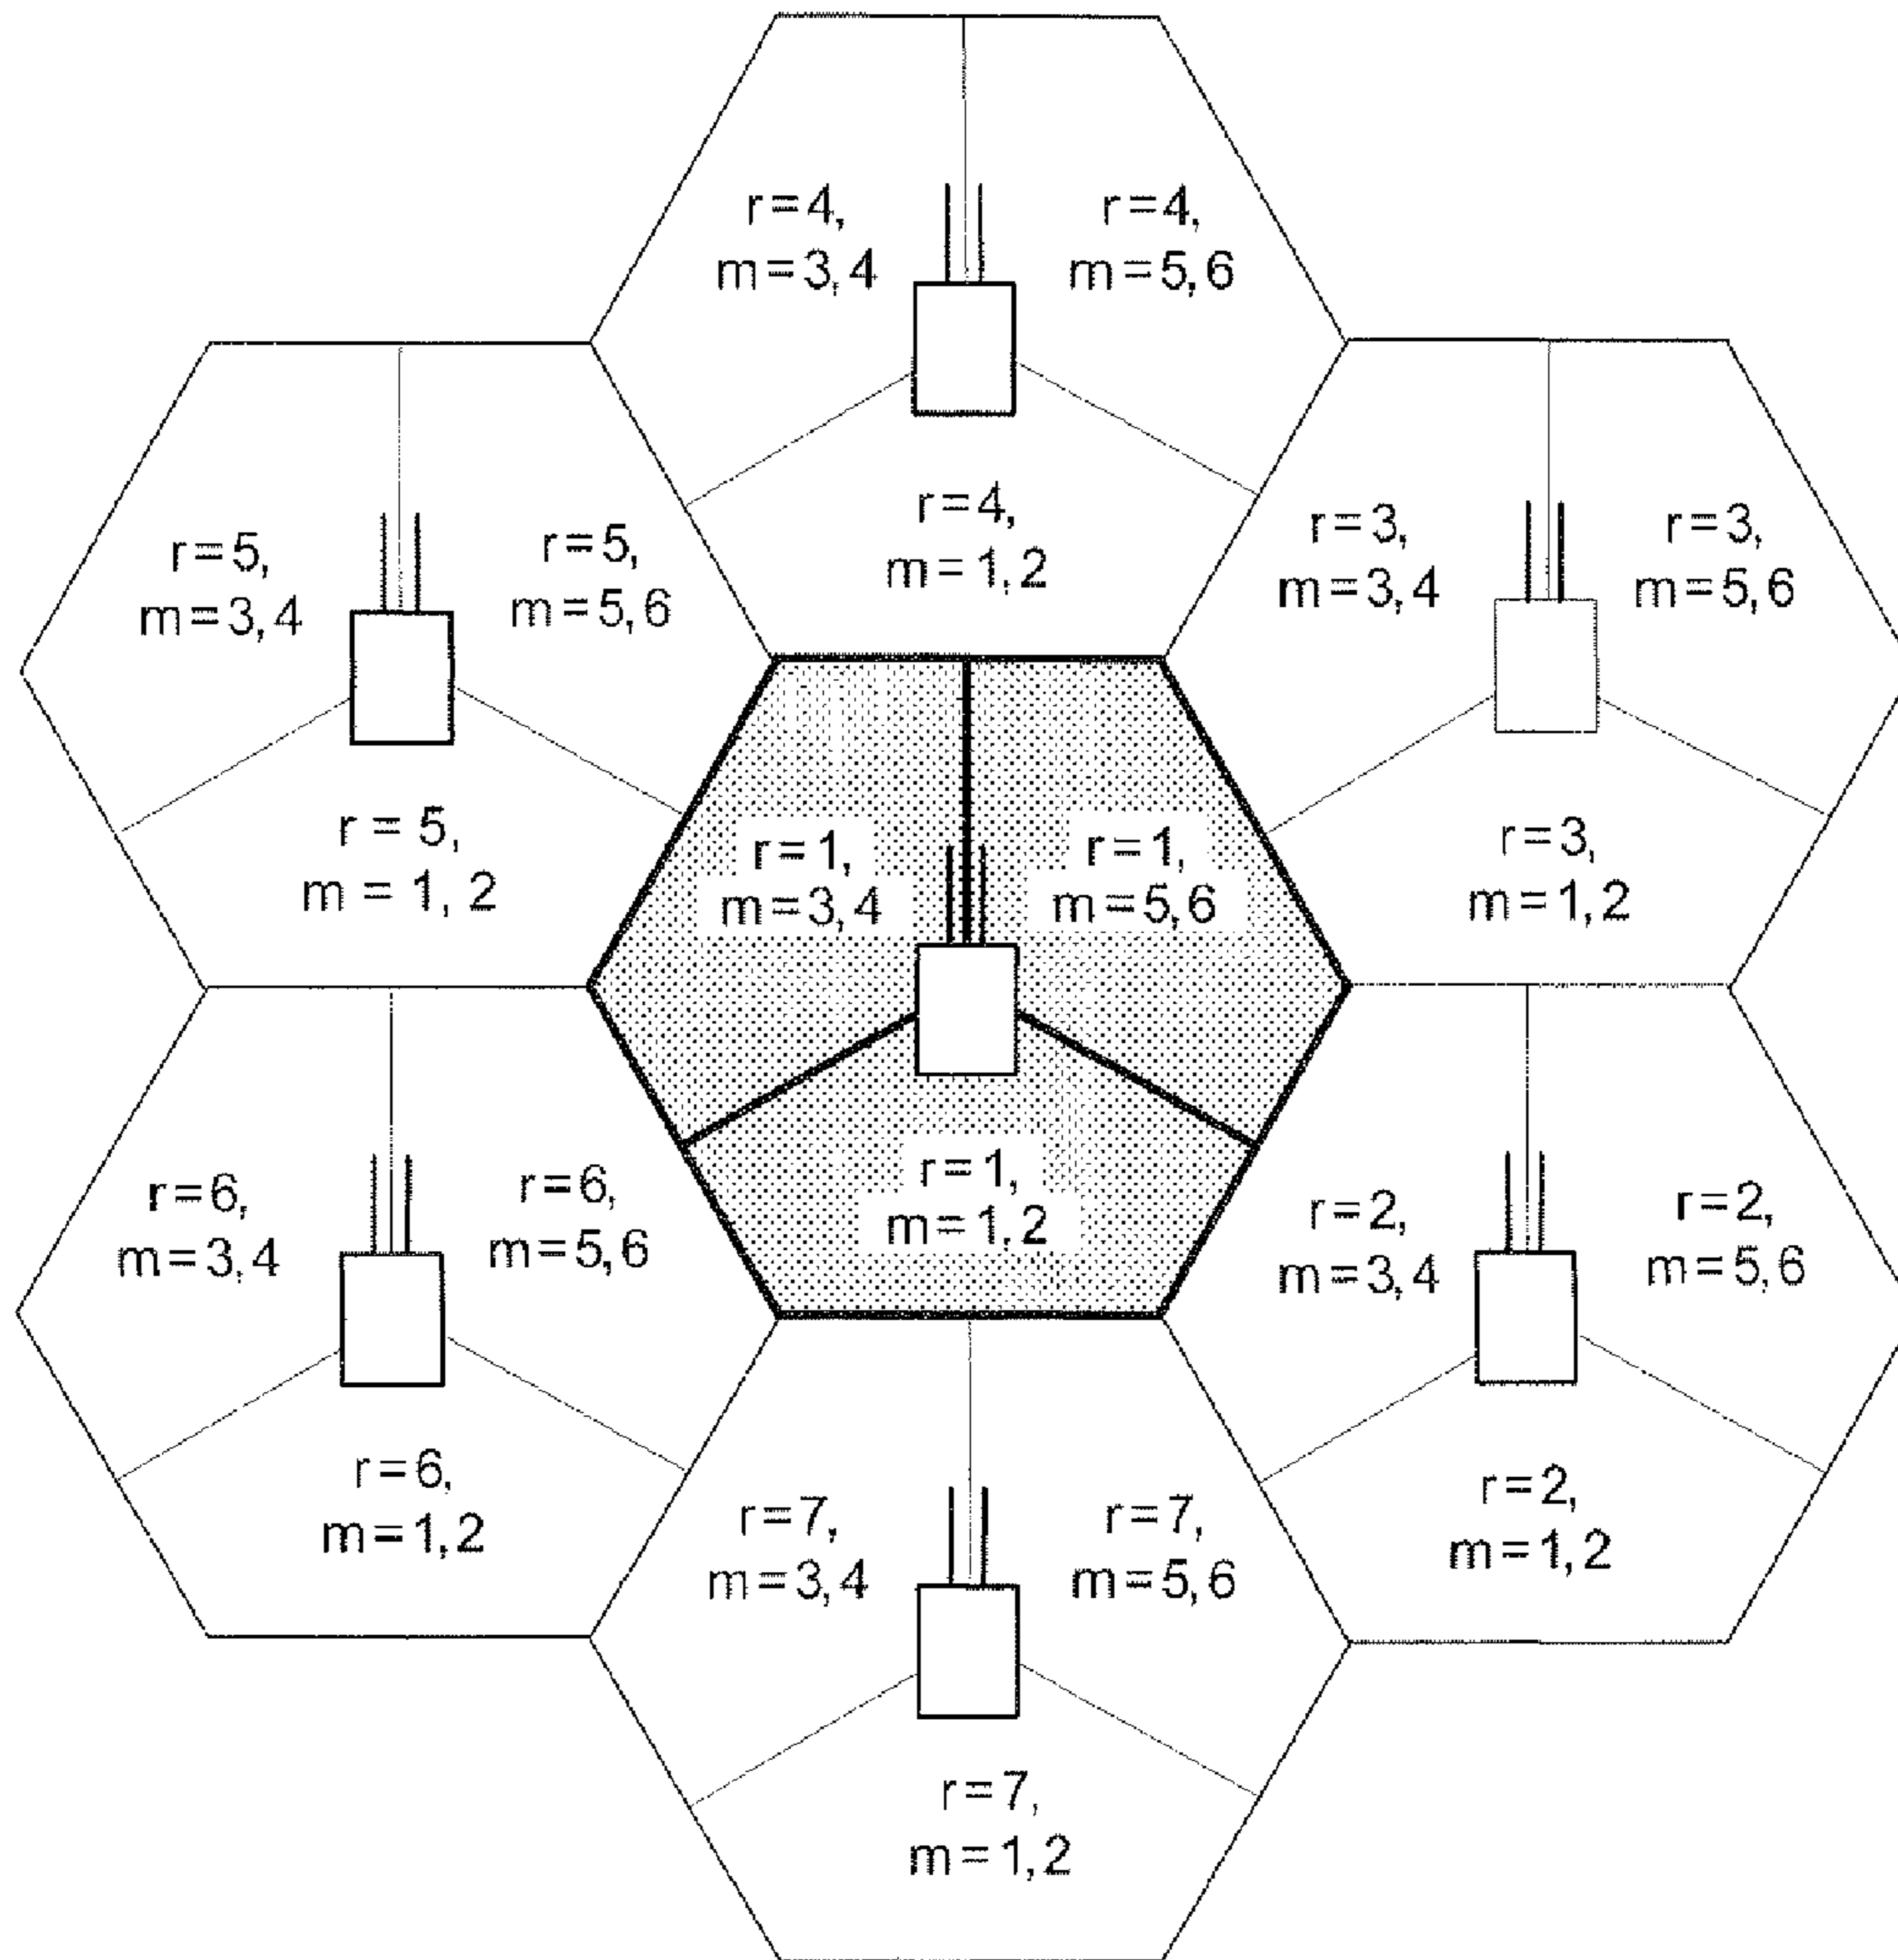 r=4,
m=3,4
r=4,
m=5,6
r=4,
m=1,2
r=5,
m=3,4
r=5,
m=5,6
r=5,
m=1,2
r=3,
m=3,4
r=3,
m=5,6
r=3,
m=1,2
r=1,
m=3,4
r=1,
m=5,6
r=1,
m=1,2
r=6,
m=3,4
r=6,
m=5,6
r=6,
m=1,2
r=2,
m=3,4
r=2,
m=5,6
r=2,
m=1,2
r=7,
m=3,4
r=7,
m=5,6
r=7,
m=1,2